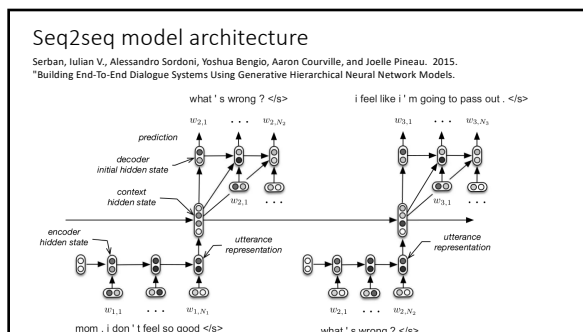 Seq2seq model architecture
Serban, Iulian V., Alessandro Sordoni, Yoshua Bengio, Aaron Courville, and Joelle Pineau. 2015.
"Building End-To-End Dialogue Systems Using Generative Hierarchical Neural Network Models.
what ' s wrong ? </s>
i feel like i ' m going to pass out . </s>
w2,1 · · · w2,N2
w3,1 · · · w3,N3
prediction
decoder
initial hidden state
w2,1 · · ·
w3,1 · · ·
context
hidden state
encoder
hidden state
utterance
representation
utterance
representation
w1,1 · · · w1,N1
w2,1 · · · w2,N2
mom , i don ' t feel so good </s>
what ' s wrong ? </s>